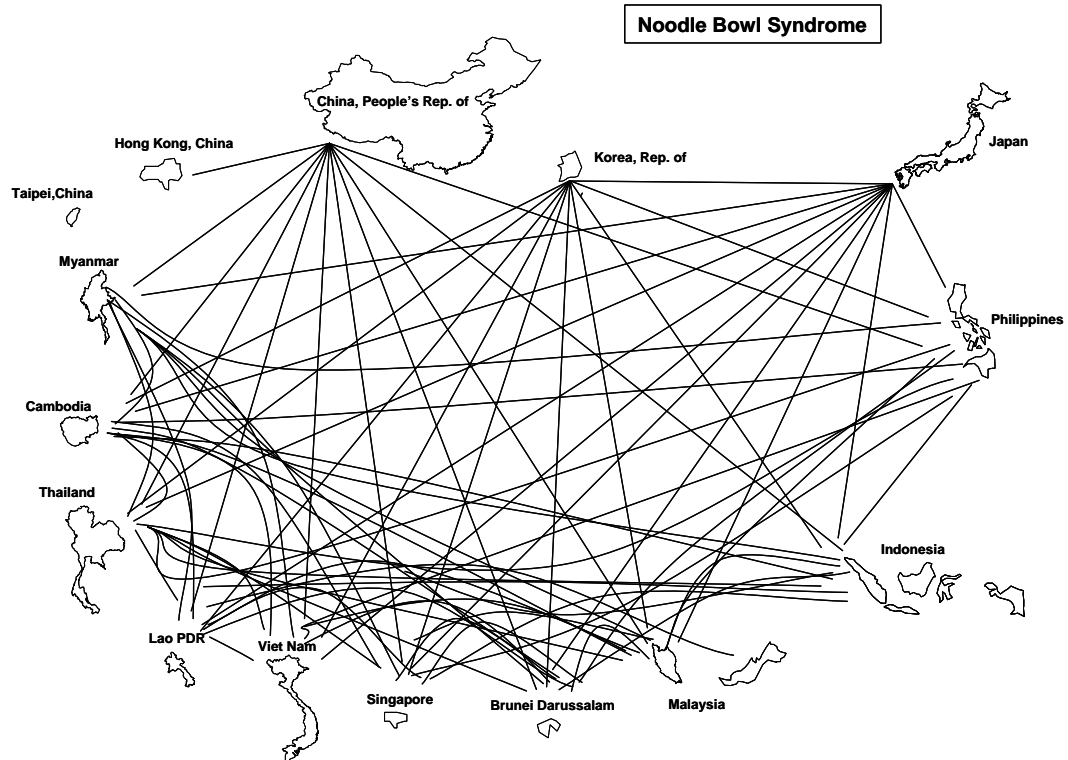 Noodle Bowl Syndrome
China, People's Rep. of
Hong Kong, China
Japan
Korea, Rep. of
Taipei,China
Myanmar
Philippines
Cambodia
Thailand
Indonesia
Lao PDR
Viet Nam
Singapore
Brunei Darussalam
Malaysia